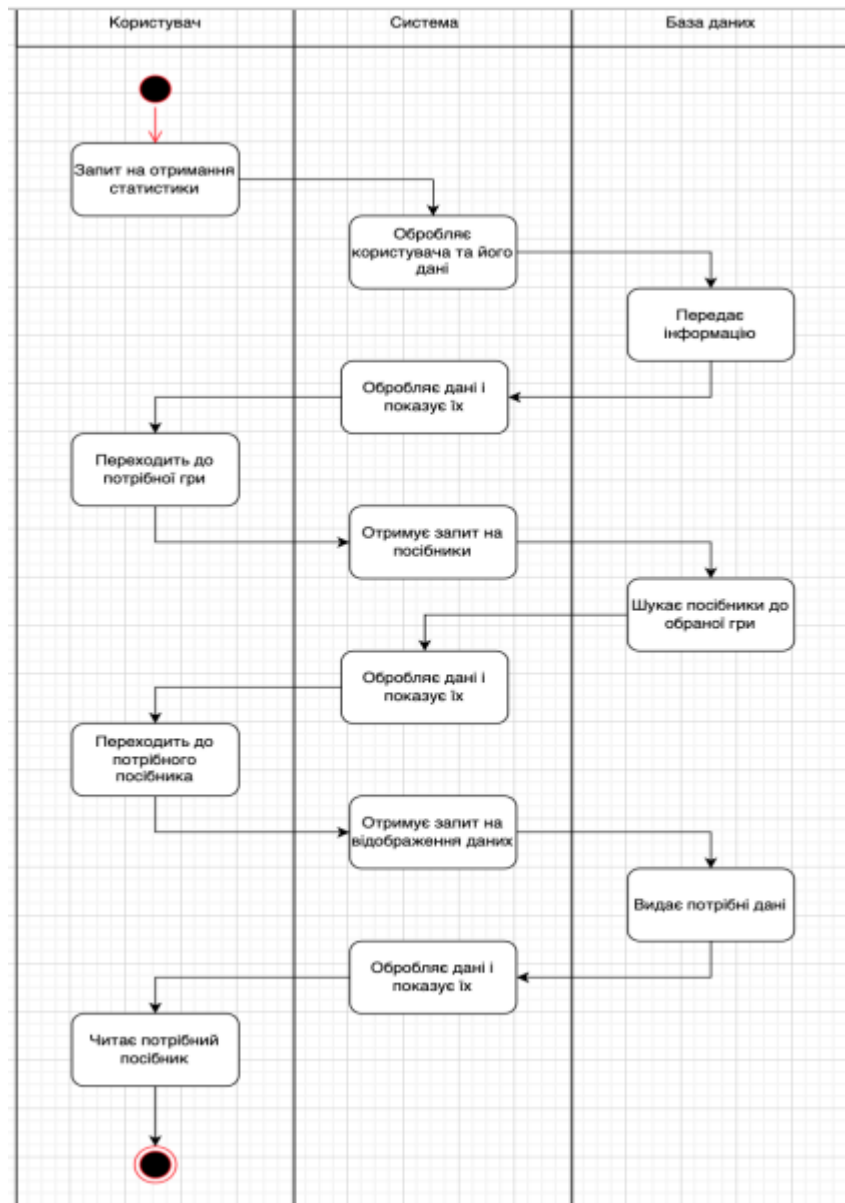 Користувач
Система
База даних
Запит на отримання
статистики
Обробляє
користувача та його
дані
Передає
інформацію
Обробляє дані і
показує їх
Переходить до
потрібної гри
Отримує запит на
посібники
Шукає посібники до
обраної гри
Обробляє дані і
показує їх
Переходить до
потрібного
посібника
Отримує запит на
відображення даних
Видає потрібні дані
Обробляє дані і
показує їх
Читає потрібний
посібник